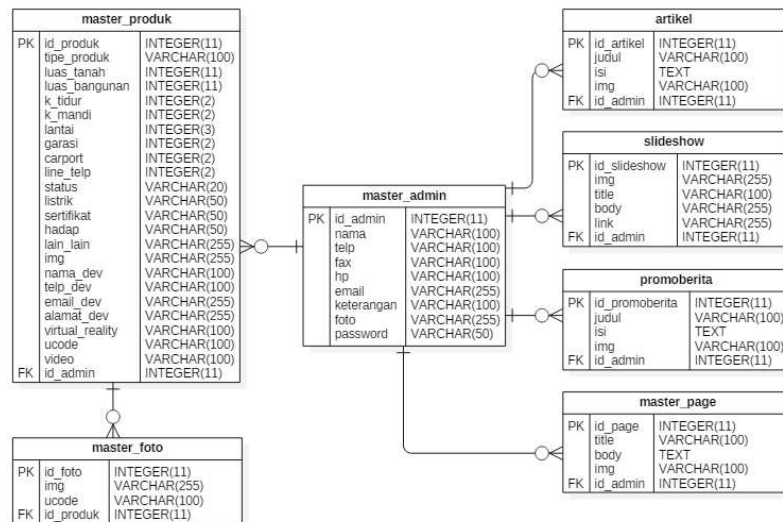 master_produk
PK id_produk INTEGER(11)
tipe_produk VARCHAR(100)
luas_tanah INTEGER(11)
luas_bangunan INTEGER(11)
k_tidur INTEGER(2)
k_mandi INTEGER(2)
lantai INTEGER(3)
garasi INTEGER(2)
carport INTEGER(2)
line_telp INTEGER(2)
status VARCHAR(20)
listrik VARCHAR(50)
sertifikat VARCHAR(50)
hadap VARCHAR(50)
lain_lain VARCHAR(255)
img VARCHAR(255)
nama_dev VARCHAR(100)
telp_dev VARCHAR(100)
email_dev VARCHAR(255)
alamat_dev VARCHAR(255)
virtual_reality VARCHAR(100)
ucode VARCHAR(100)
video VARCHAR(100)
FK id_admin INTEGER(11)
master_foto
PK id_foto INTEGER(11)
img VARCHAR(255)
ucode VARCHAR(100)
FK id_produk INTEGER(11)
master_admin
PK id_admin INTEGER(11)
nama VARCHAR(100)
telp VARCHAR(100)
fax VARCHAR(100)
hp VARCHAR(100)
email VARCHAR(255)
keterangan VARCHAR(100)
foto VARCHAR(255)
password VARCHAR(50)
artikel
PK id_artikel INTEGER(11)
judul VARCHAR(100)
isi TEXT
img VARCHAR(100)
FK id_admin INTEGER(11)
slideshow
PK id_slideshow INTEGER(11)
img VARCHAR(255)
title VARCHAR(100)
body VARCHAR(255)
link VARCHAR(255)
FK id_admin INTEGER(11)
promoberita
PK id_promoberita INTEGER(11)
judul VARCHAR(100)
isi TEXT
img VARCHAR(100)
FK id_admin INTEGER(11)
master_page
PK id_page INTEGER(11)
title VARCHAR(100)
body TEXT
img VARCHAR(100)
FK id_admin INTEGER(11)